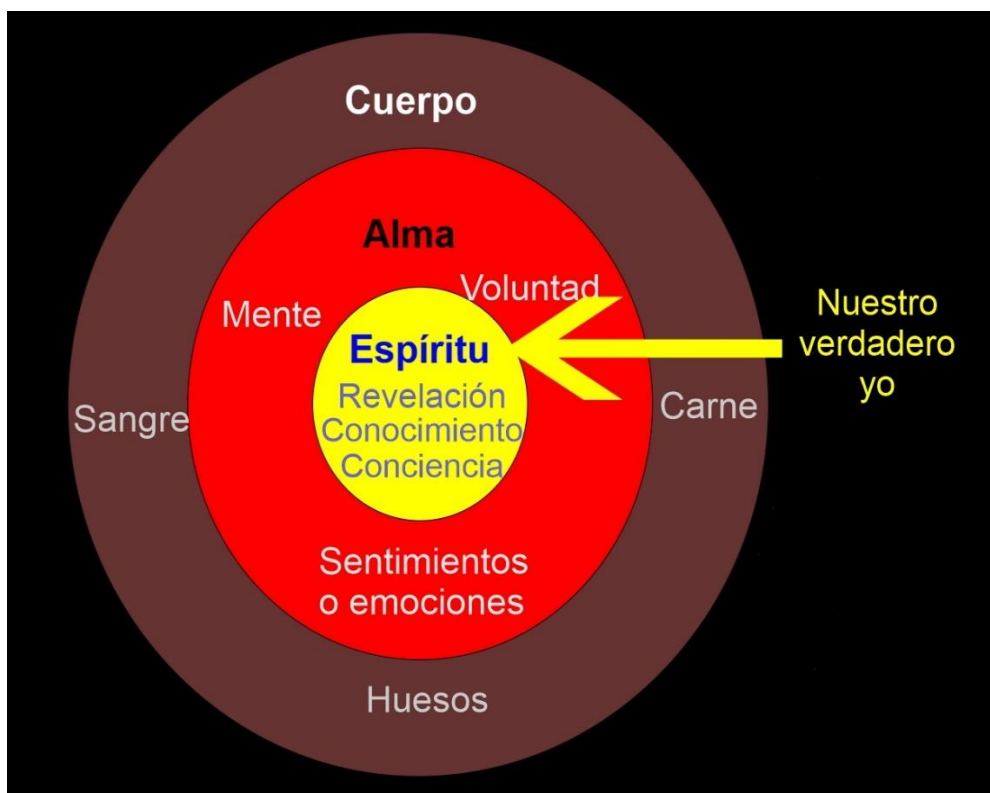 Cuerpo
Alma
Voluntad
Mente
Nuestro
verdadero
yo
Espíritu
Revelación
Conocimiento
Conciencia
Sangre
Carne
Sentimientos
o emociones
Huesos